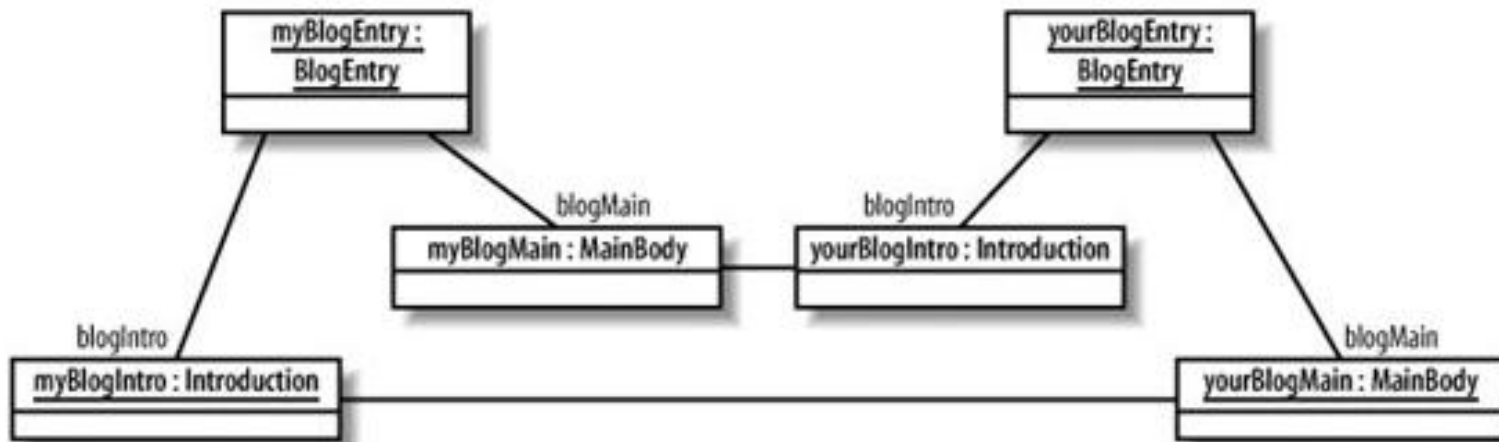 myBlogEntry :
BlogEntry
yourBlogEntry :
BlogEntry
blogMain
blogIntro
myBlogMain : MainBody
yourBlogIntro : Introduction
blogIntro
blogMain
myBlogIntro : Introduction
yourBlogMain : MainBody